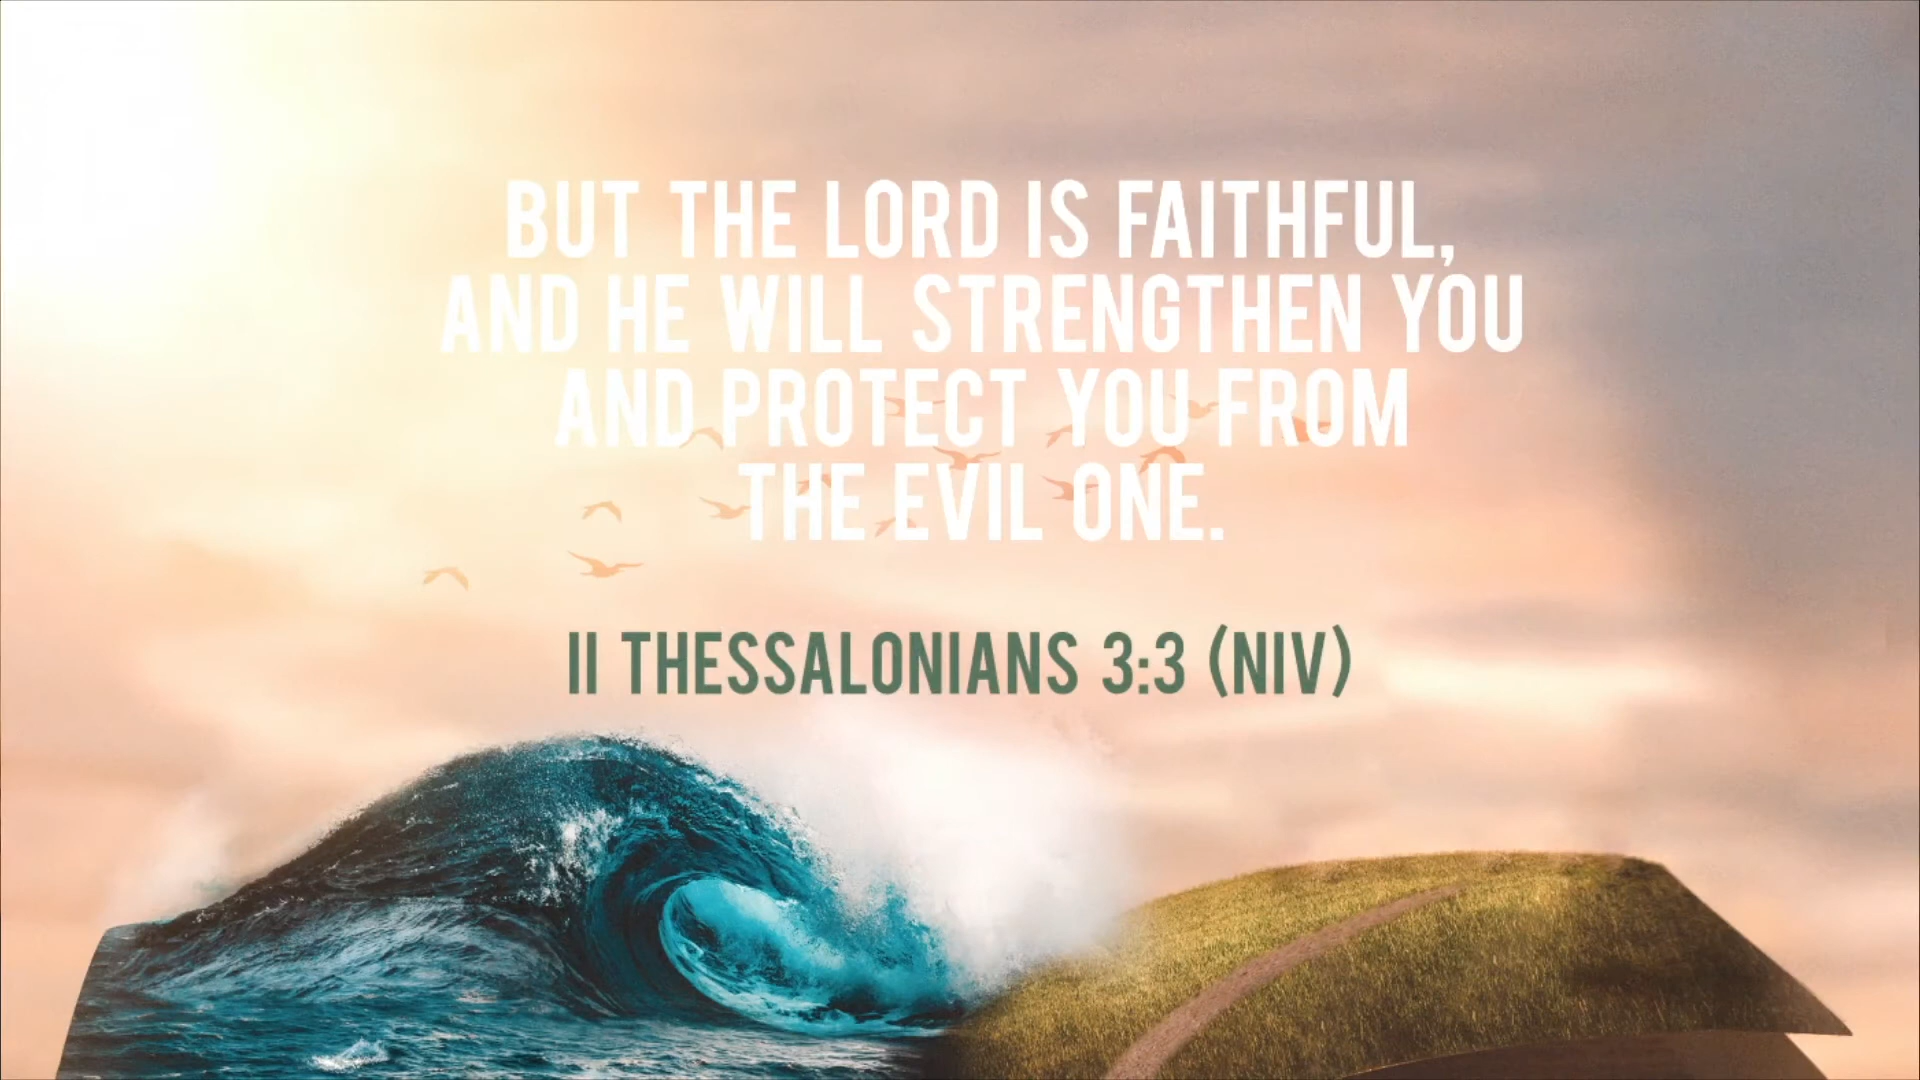 BUT THE LORD IS FAITHFUL,
AND HE WILL STRENGTHEN YOU
AND PROTECT YOU FROM
THE EVIL ONE.
II THESSALONIANS 3:3 (NIV)